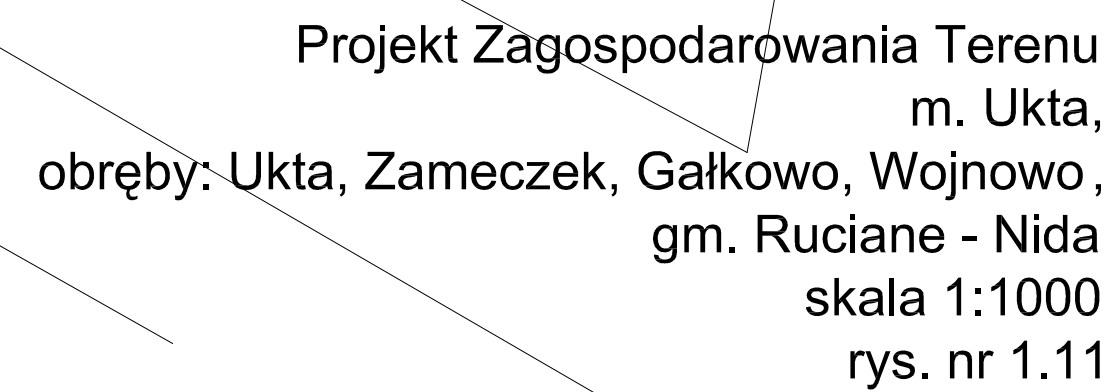 Projekt Zagospodarowania Terenu
m. Ukta,
obręby: Ukta, Zameczek, Gałkowo, Wojnowo,
gm. Ruciane - Nida
skala 1:1000
rys. nr 1.11